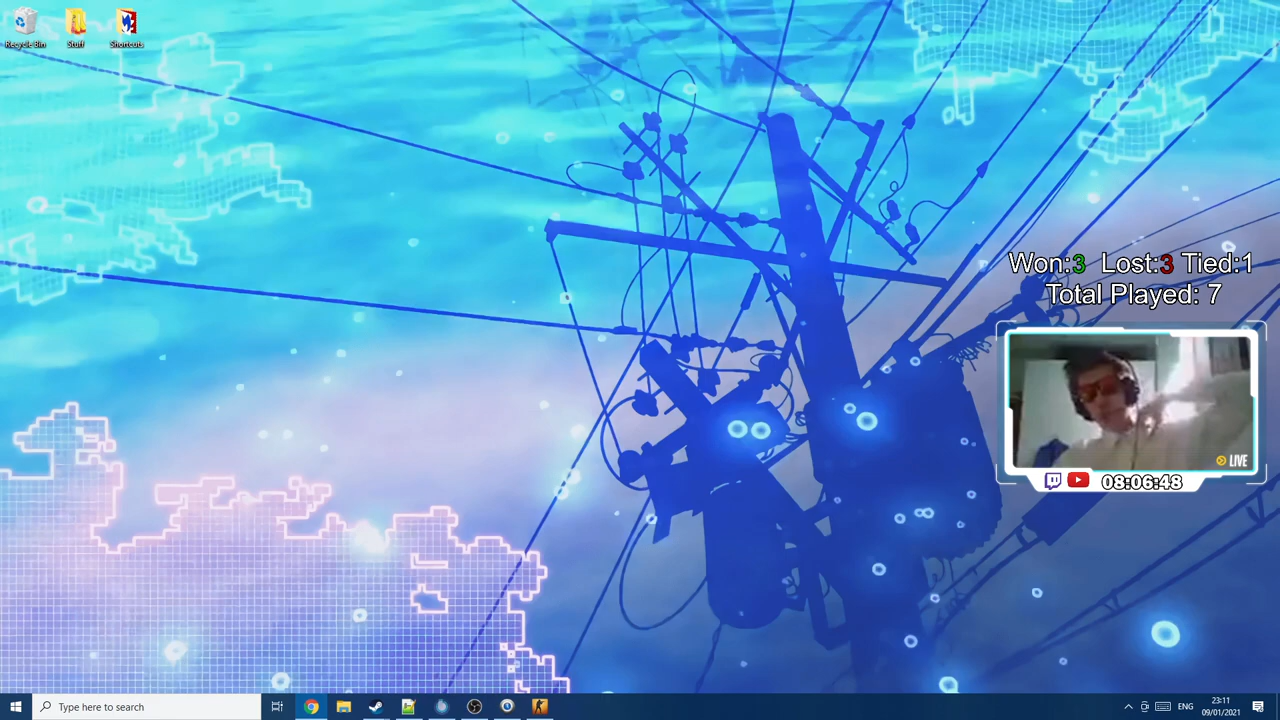 Recycle Bin
Stuff
Shortcuts
Won:3 Lost:3 Tied:1
Total Played: 7
LIVE
08:06:48
Type here to search
ENG
23:11
09/01/2021